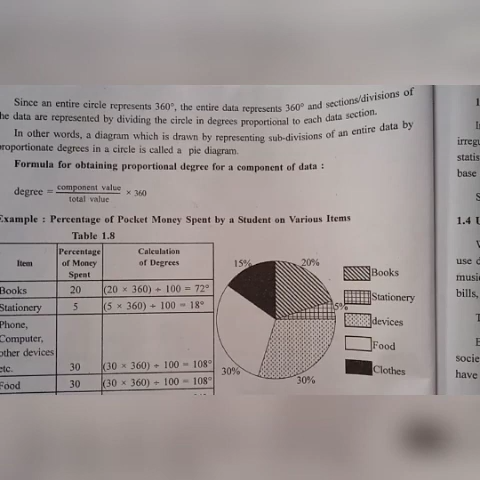 Since an entire circle represents 360°, the entire data represents 360° and sections/divisions of
the data are represented by dividing the circle in degrees proportional to each data section.
In other words, a diagram which is drawn by representing sub-divisions of an entire data by
proportionate degrees in a circle is called a pie diagram.
Formula for obtaining proportional degree for a component of data :
degree = component value / total value × 360
Example : Percentage of Pocket Money Spent by a Student on Various Items
Table 1.8
Item Percentage of Money Spent Calculation of Degrees
Books 20 (20 × 360) ÷ 100 = 72°
Stationery 5 (5 × 360) ÷ 100 = 18°
Phone,
Computer,
other devices
etc. 30 (30 × 360) ÷ 100 = 108°
Food 30 (30 × 360) ÷ 100 = 108°
15%
20%
5%
30%
30%
Books
Stationery
devices
Food
Clothes
1
I
irregu
statis
base
S
1.4 U
V
use o
music
bills,
T
E
socie
have